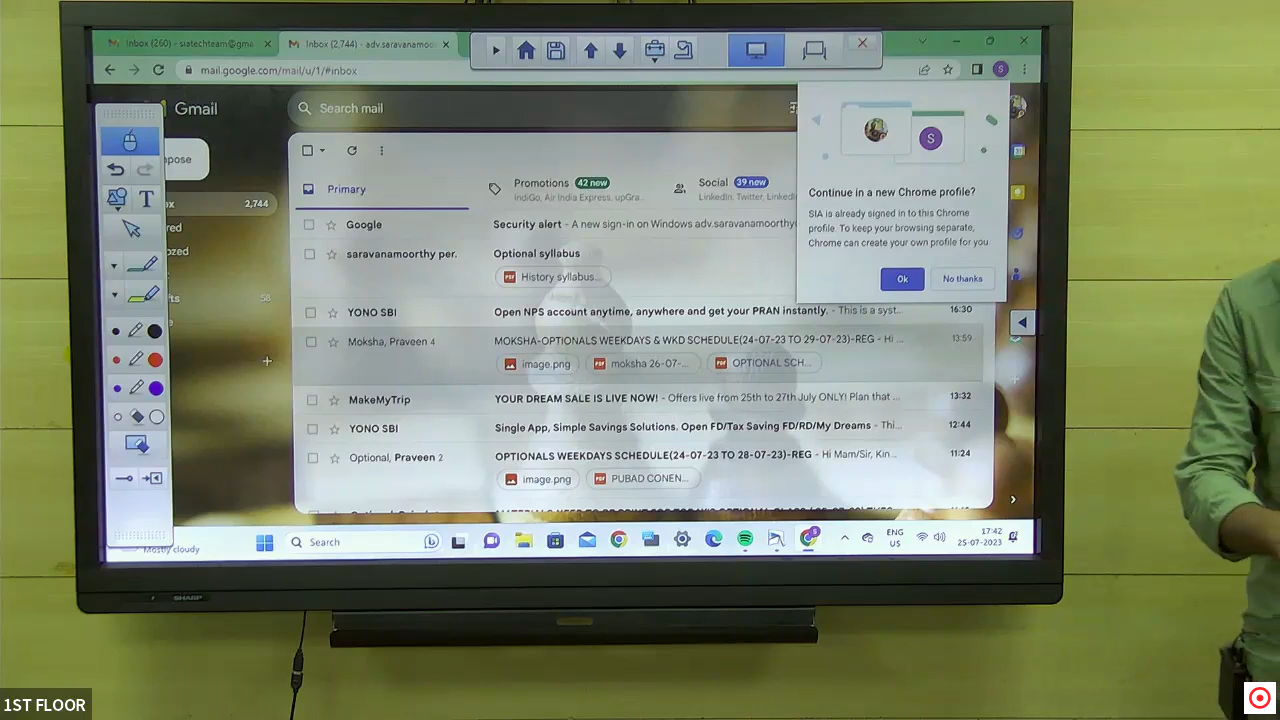 Inbox (260) - siatechteam@gma
Inbox (2,744) - adv.saravanamoo
mail.google.com/mail/u/1/#inbox
Gmail
Search mail
pose
2,744
58
T
Primary
Promotions 42 new
IndiGo, Air India Express, upGra...
Social 39 new
LinkedIn, Twitter, LinkedI
Continue in a new Chrome profile?
SIA is already signed in to this Chrome
profile. To keep your browsing separate,
Chrome can create your own profile for you
Ok
No thanks
S
Google
Security alert - A new sign-in on Windows adv.saravanamoorthy
saravanamoorthy per.
Optional syllabus
PDF History syllabus...
YONO SBI
Open NPS account anytime, anywhere and get your PRAN instantly. - This is a syst...
16:30
Moksha, Praveen 4
MOKSHA-OPTIONALS WEEKDAYS & WKD SCHEDULE(24-07-23 TO 29-07-23)-REG - Hi ...
13:59
image.png
PDF moksha 26-07-...
PDF OPTIONAL SCH...
MakeMyTrip
YOUR DREAM SALE IS LIVE NOW! - Offers live from 25th to 27th July ONLY! Plan that ...
13:32
YONO SBI
Single App, Simple Savings Solutions. Open FD/Tax Saving FD/RD/My Dreams - Thi...
12:44
Optional, Praveen 2
OPTIONALS WEEKDAYS SCHEDULE(24-07-23 TO 28-07-23)-REG - Hi Mam/Sir, Kin...
11:24
image.png
PDF PUBAD CONEN...
Mostly cloudy
Search
ENG
US
17:42
25-07-2023
SHARP
1ST FLOOR